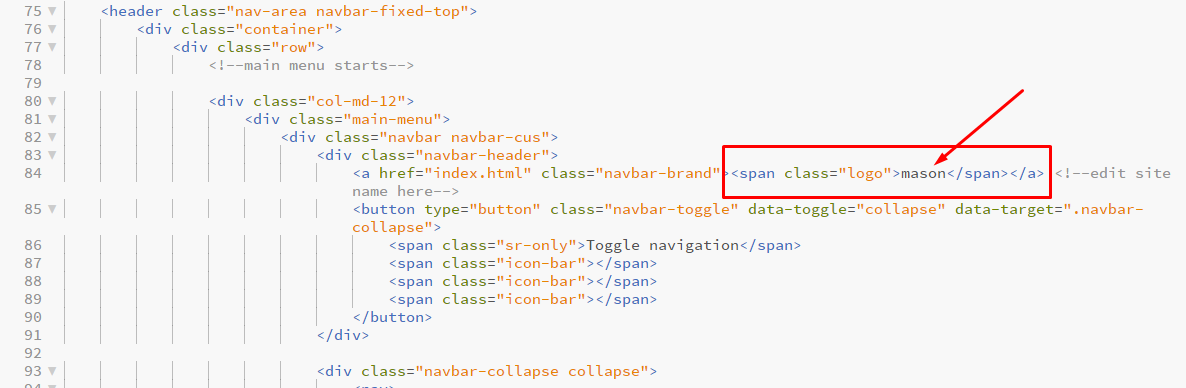 75 <header class="nav-area navbar-fixed-top">
76 <div class="container">
77 <div class="row">
78 <!--main menu starts-->
79
80 <div class="col-md-12">
81 <div class="main-menu">
82 <div class="navbar navbar-cus">
83 <div class="navbar-header">
84 <a href="index.html" class="navbar-brand"><span class="logo">mason</span></a> <!--edit site
name here-->
85 <button type="button" class="navbar-toggle" data-toggle="collapse" data-target=".navbar-
collapse">
86 <span class="sr-only">Toggle navigation</span>
87 <span class="icon-bar"></span>
88 <span class="icon-bar"></span>
89 <span class="icon-bar"></span>
90 </button>
91 </div>
92
93 <div class="navbar-collapse collapse">
94 <nav>